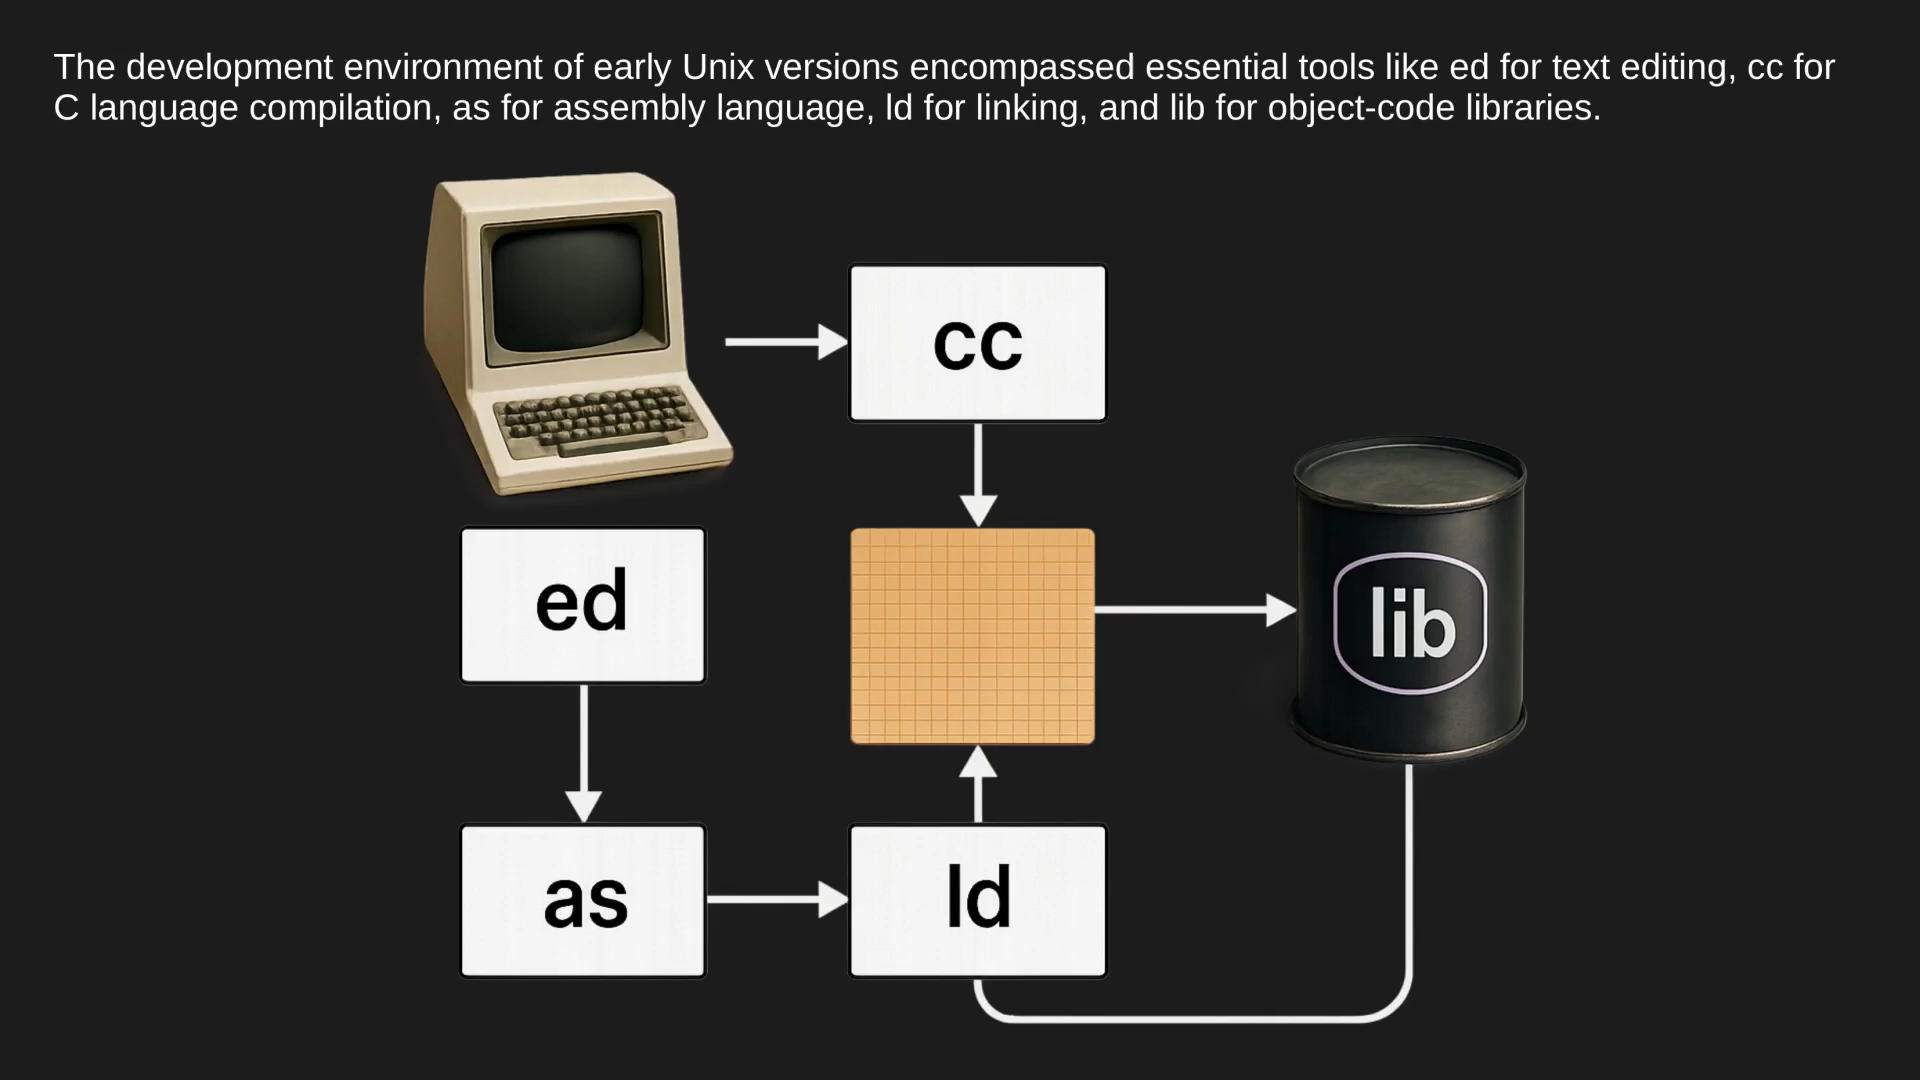 The development environment of early Unix versions encompassed essential tools like ed for text editing, cc for
C language compilation, as for assembly language, ld for linking, and lib for object-code libraries.
cc
ed
lib
as
ld